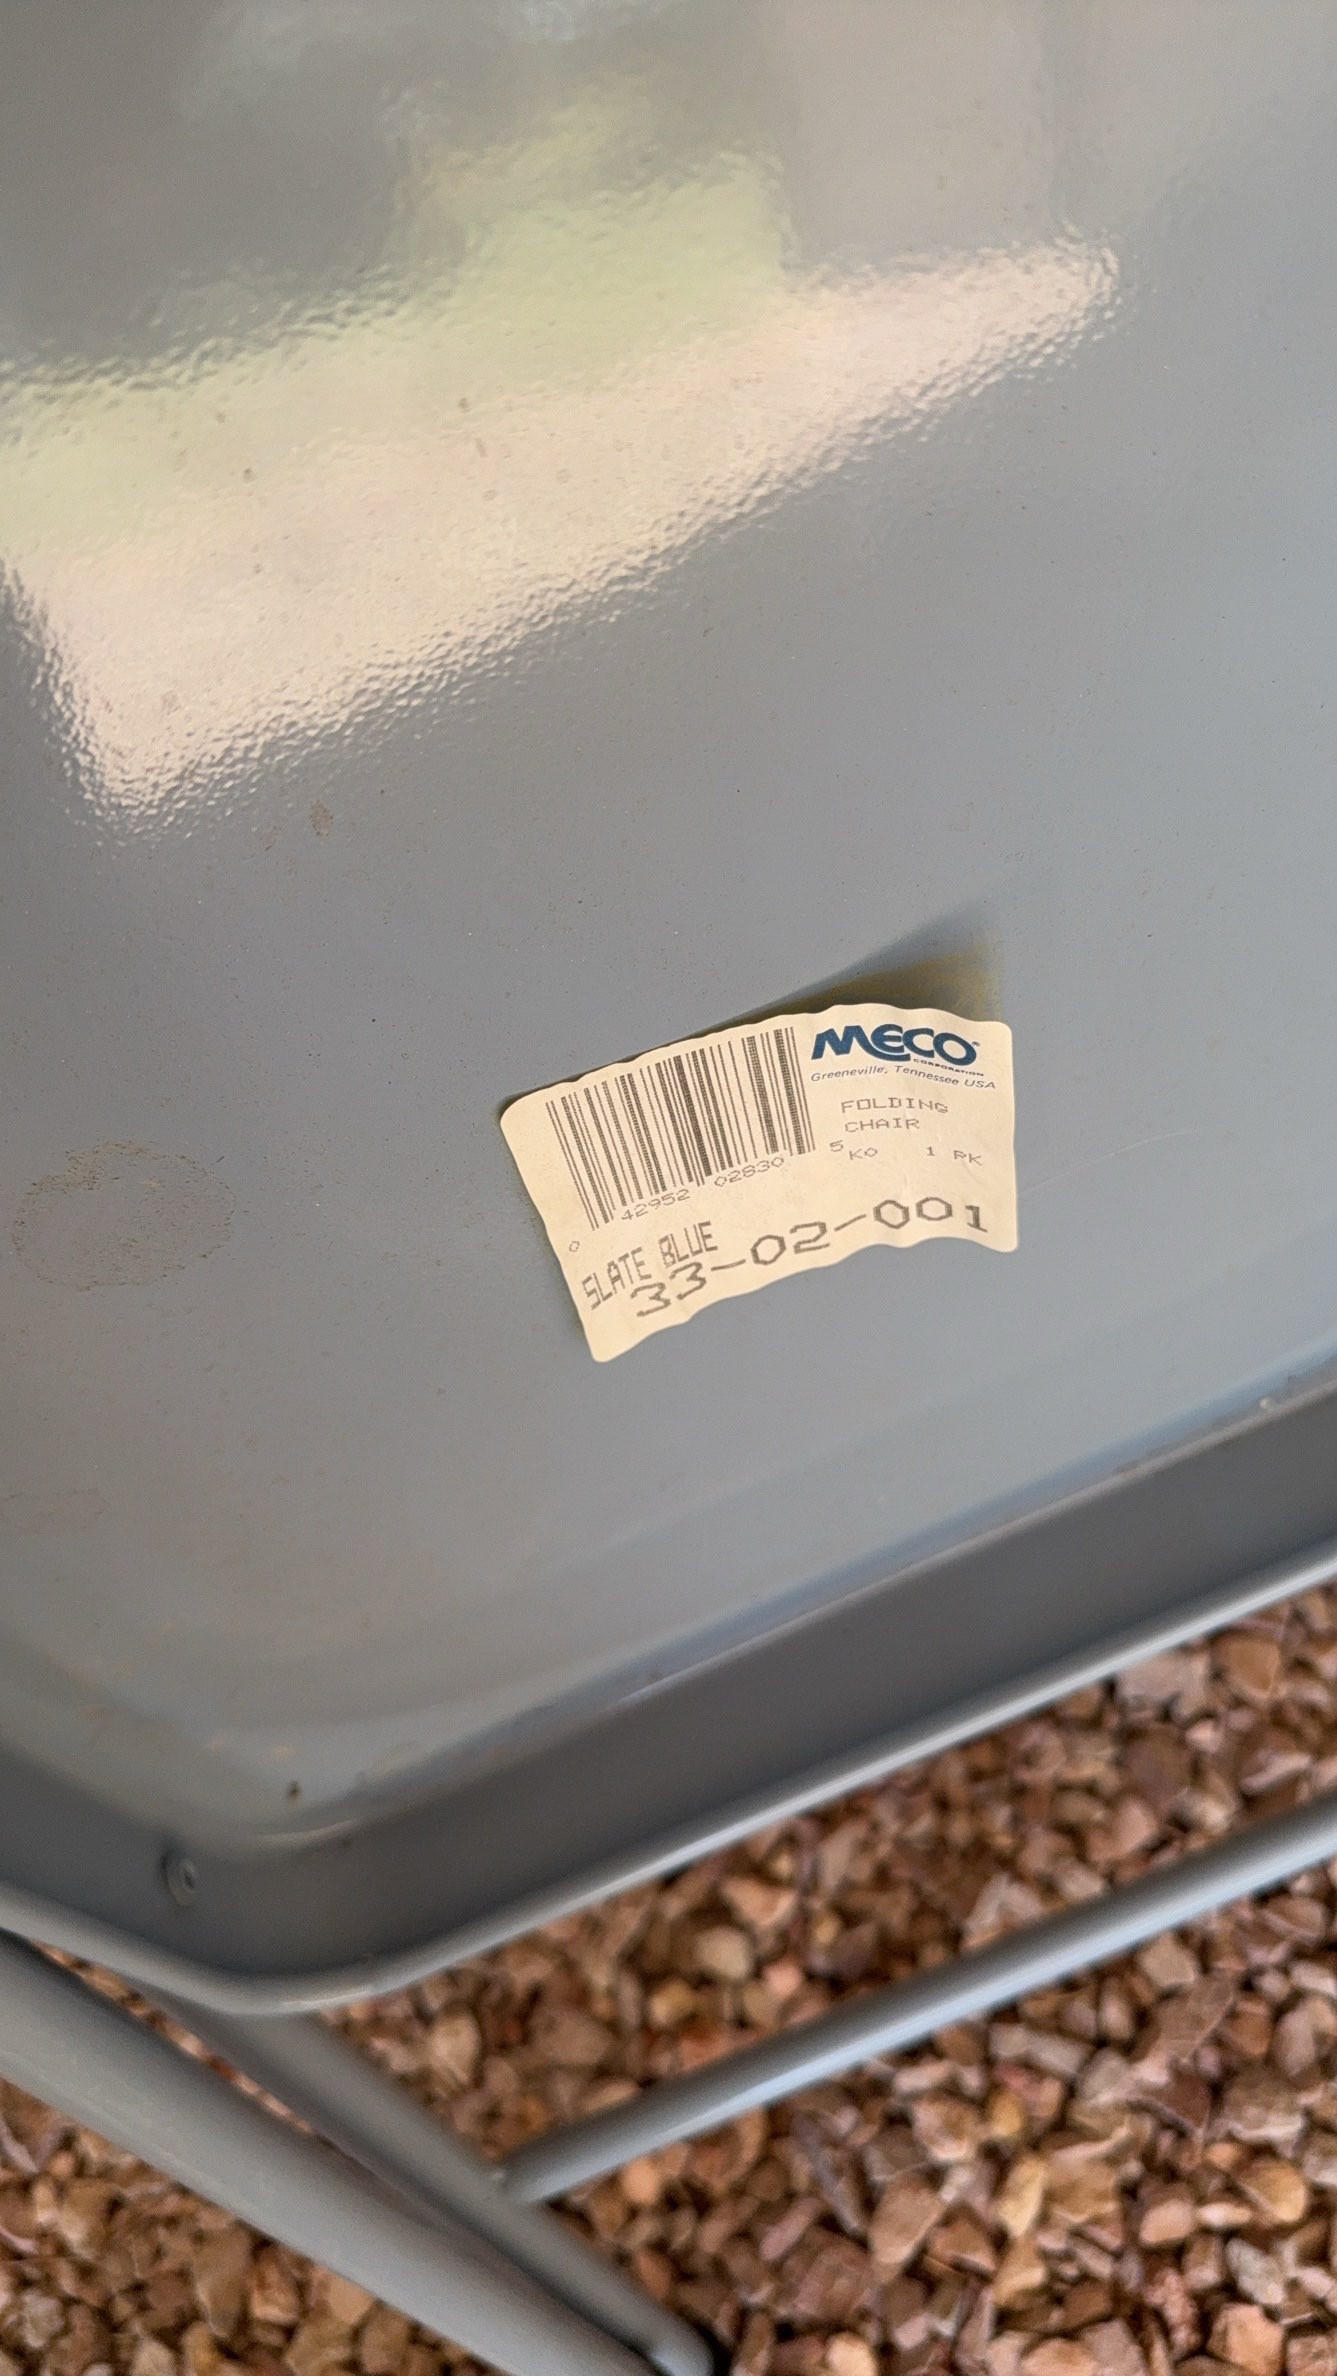 MECO®
CORPORATION
Greeneville, Tennessee USA
FOLDING
CHAIR
KO 1 PK
0 42952 02830 5
SLATE BLUE
33-02-001